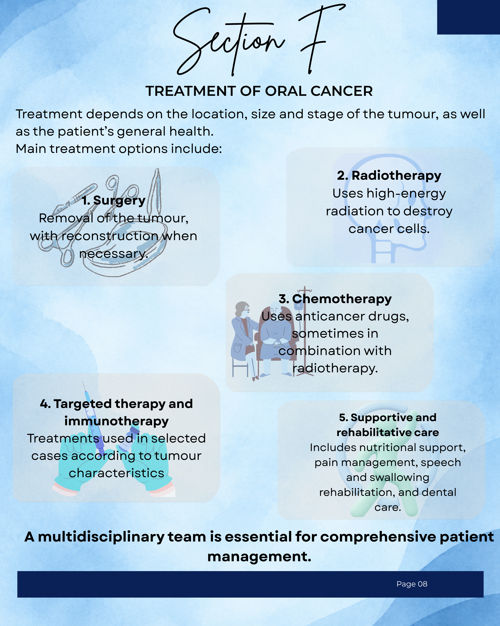 Section F
TREATMENT OF ORAL CANCER
Treatment depends on the location, size and stage of the tumour, as well
as the patient's general health.
Main treatment options include:
1. Surgery
Removal of the tumour,
with reconstruction when
necessary.
2. Radiotherapy
Uses high-energy
radiation to destroy
cancer cells.
3. Chemotherapy
Uses anticancer drugs,
sometimes in
combination with
radiotherapy.
4. Targeted therapy and
immunotherapy
Treatments used in selected
cases according to tumour
characteristics
5. Supportive and
rehabilitative care
Includes nutritional support,
pain management, speech
and swallowing
rehabilitation, and dental
care.
A multidisciplinary team is essential for comprehensive patient
management.
Page 08